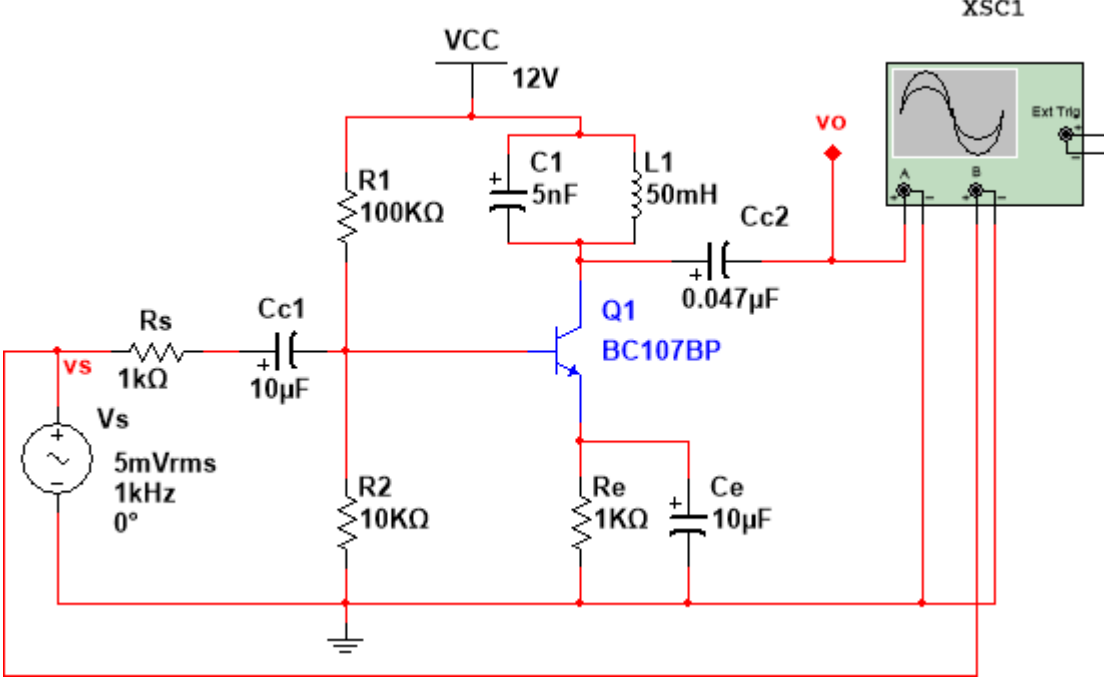 XSC1
VCC
12V
Ext Trig
+
−
A
B
+ − + −
vo
C1
5nF
+
L1
50mH
R1
100KΩ
Cc2
+
0.047µF
Q1
BC107BP
Rs
1kΩ
Cc1
+
10µF
vs
Vs
+
−
5mVrms
1kHz
0°
R2
10KΩ
Re
1KΩ
Ce
+
10µF